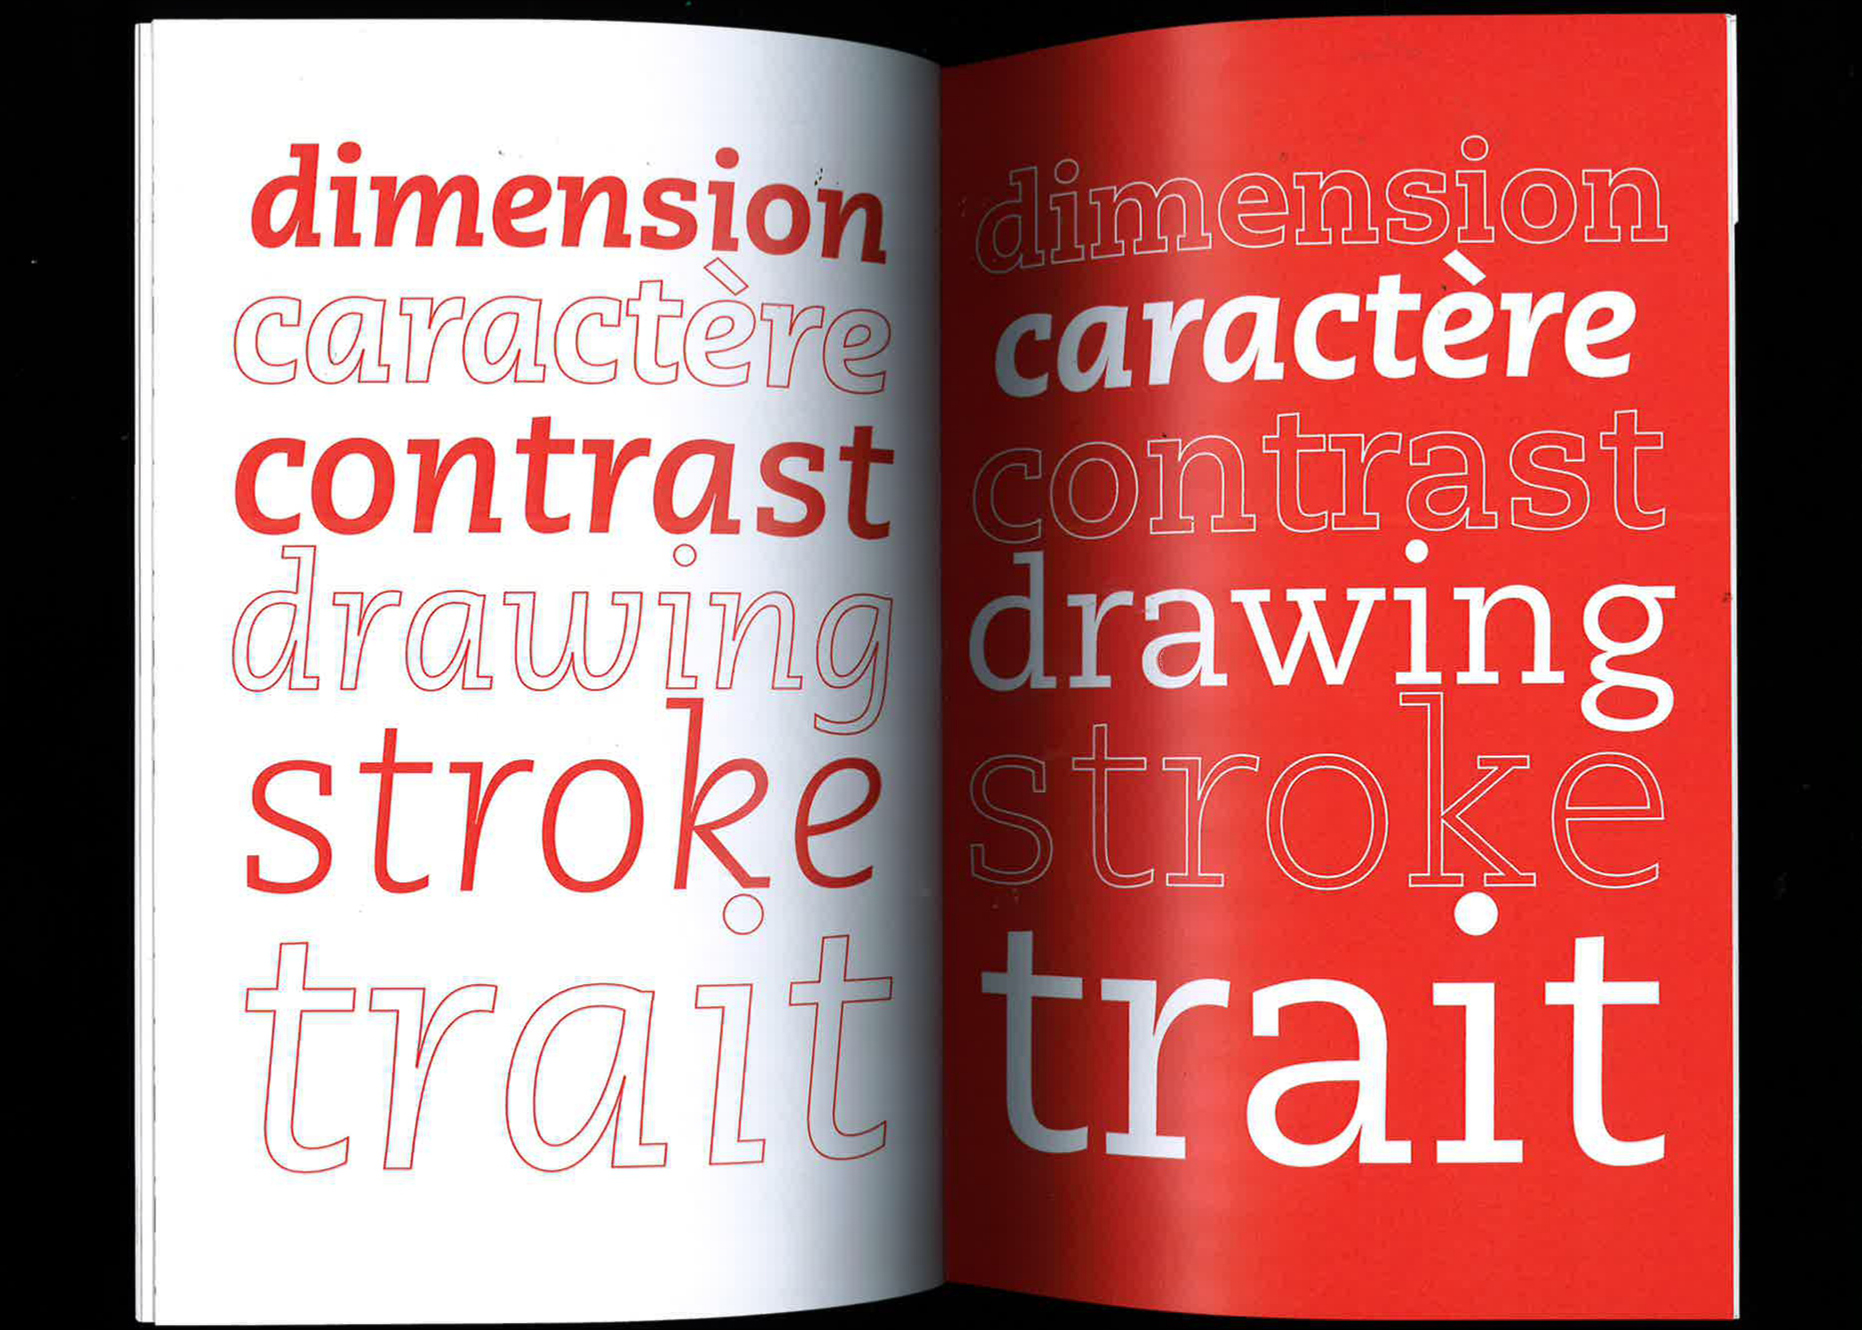 dimension
caractère
contrast
drawing
stroke
trait
dimension
caractère
contrast
drawing
stroke
trait